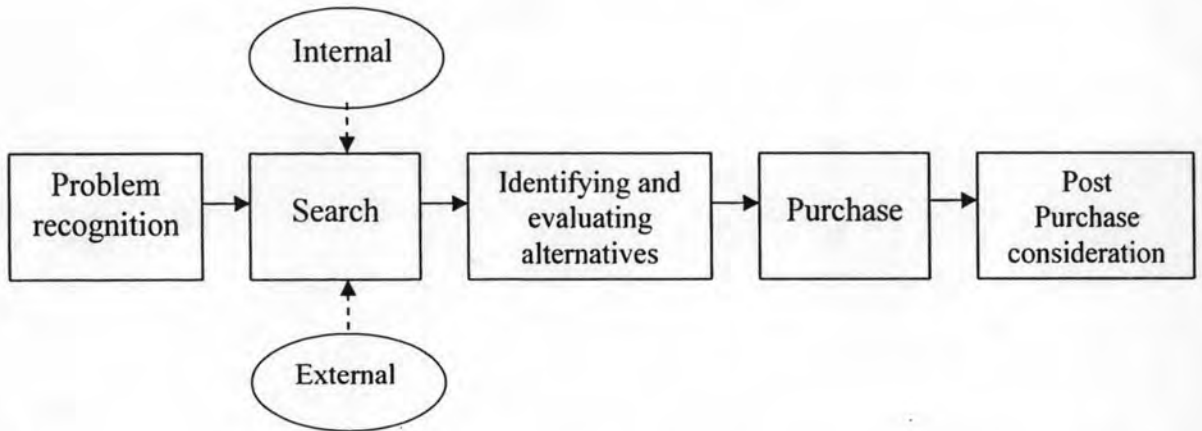 Internal
Problem
recognition
Search
Identifying and
evaluating
alternatives
Purchase
Post
Purchase
consideration
External